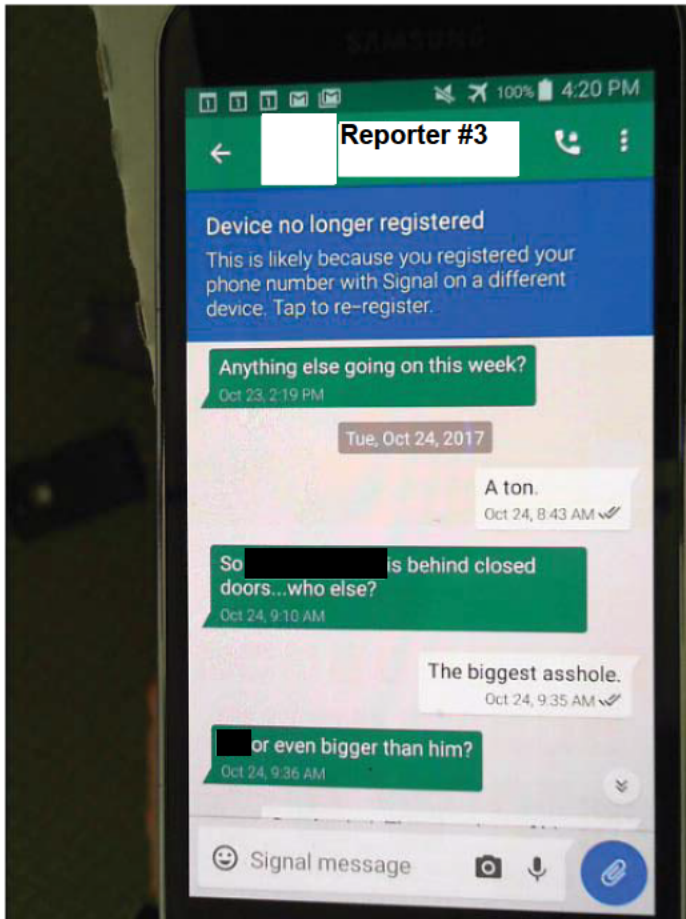 SAMSUNG
1 1 1 100% 4:20 PM
Reporter #3
Device no longer registered
This is likely because you registered your
phone number with Signal on a different
device. Tap to re-register.
Anything else going on this week?
Oct 23, 2:19 PM
Tue, Oct 24, 2017
A ton.
Oct 24, 8:43 AM
So is behind closed
doors...who else?
Oct 24, 9:10 AM
The biggest asshole.
Oct 24, 9:35 AM
or even bigger than him?
Oct 24, 9:36 AM
Signal message